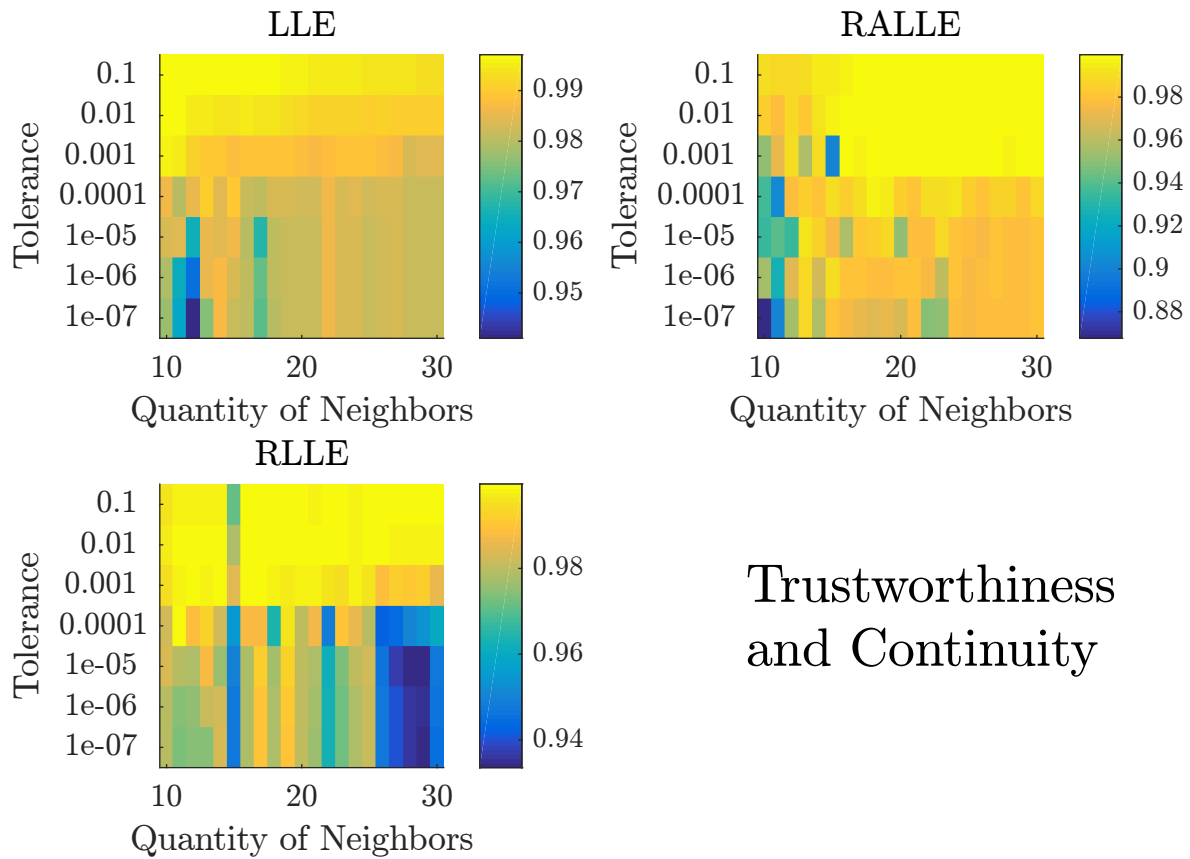 LLE
Tolerance
0.1
0.01
0.001
0.0001
1e-05
1e-06
1e-07
10 20 30
Quantity of Neighbors
0.99
0.98
0.97
0.96
0.95
RALLE
Tolerance
0.1
0.01
0.001
0.0001
1e-05
1e-06
1e-07
10 20 30
Quantity of Neighbors
0.98
0.96
0.94
0.92
0.9
0.88
RLLE
Tolerance
0.1
0.01
0.001
0.0001
1e-05
1e-06
1e-07
10 20 30
Quantity of Neighbors
0.98
0.96
0.94
Trustworthiness
and Continuity